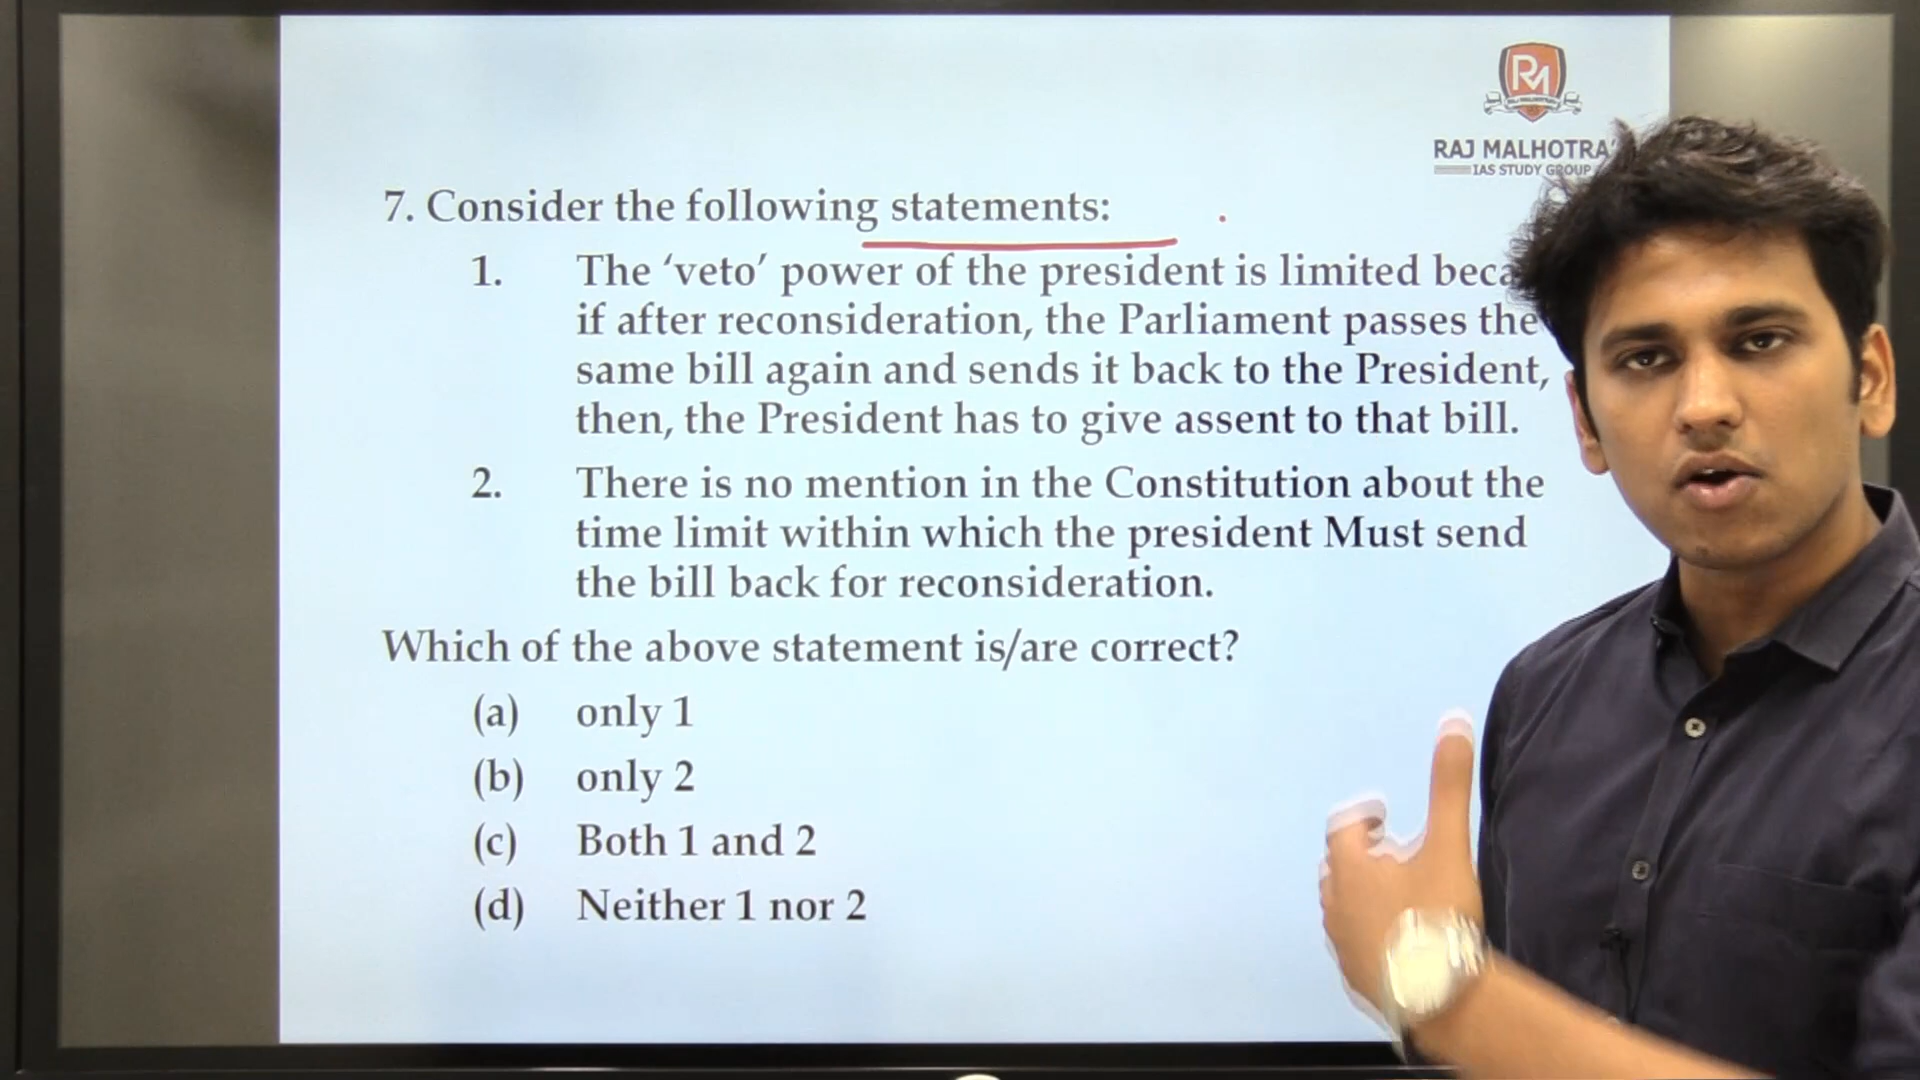 RAJ MALHOTRA'
IAS STUDY GROUP
7. Consider the following statements:
1. The ‘veto’ power of the president is limited
if after reconsideration, the Parliament passes the
same bill again and sends it back to the President,
then, the President has to give assent to that bill.
2. There is no mention in the Constitution about the
time limit within which the president Must send
the bill back for reconsideration.
Which of the above statement is/are correct?
(a) only 1
(b) only 2
(c) Both 1 and 2
(d) Neither 1 nor 2